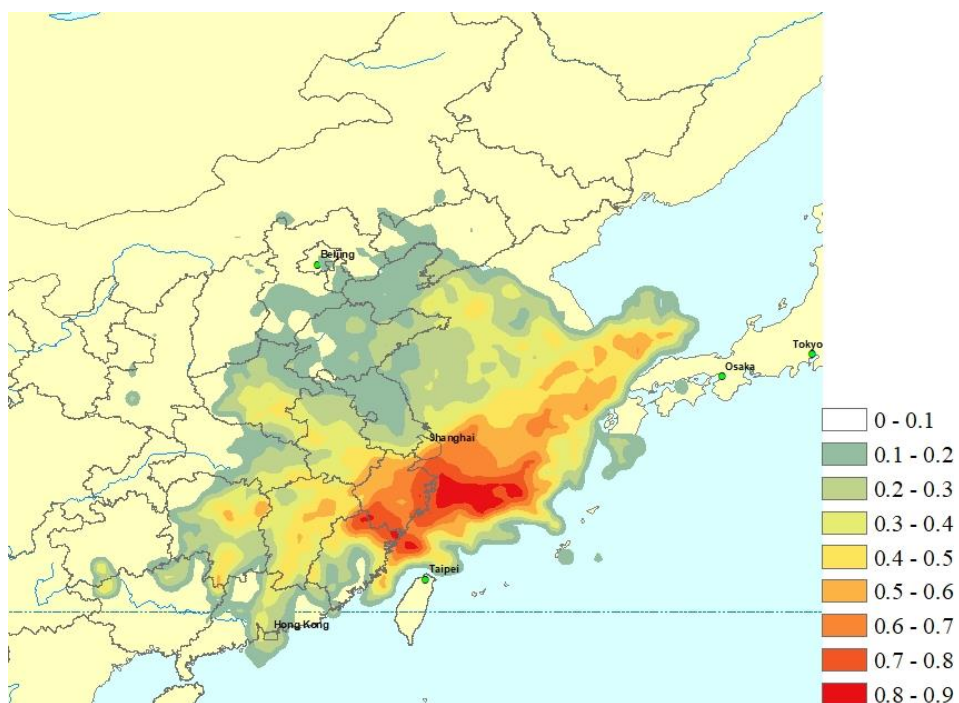 Beijing
Tokyo
Osaka
Shanghai
Taipei
Hong Kong
0 - 0.1
0.1 - 0.2
0.2 - 0.3
0.3 - 0.4
0.4 - 0.5
0.5 - 0.6
0.6 - 0.7
0.7 - 0.8
0.8 - 0.9